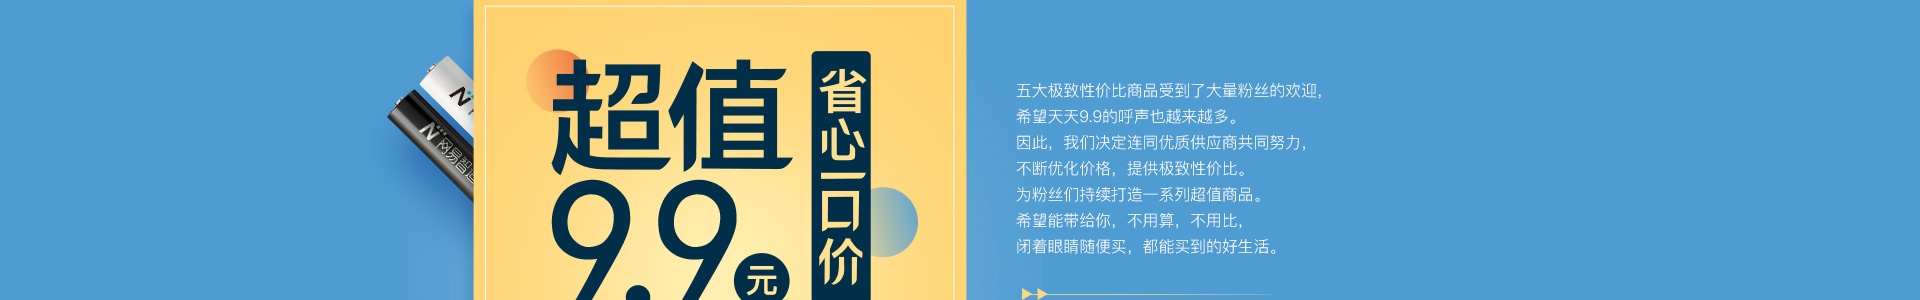 超值
9.9元
省心一口价
N
N 网易智造
五大极致性价比商品受到了大量粉丝的欢迎,
希望天天9.9的呼声也越来越多。
因此，我们决定连同优质供应商共同努力,
不断优化价格，提供极致性价比。
为粉丝们持续打造一系列超值商品。
希望能带给你，不用算，不用比,
闭着眼睛随便买，都能买到的好生活。